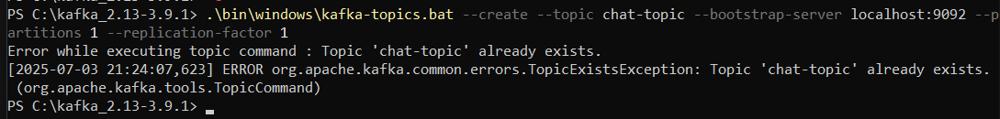 PS C:\kafka_2.13-3.9.1> .\bin\windows\kafka-topics.bat --create --topic chat-topic --bootstrap-server localhost:9092 --p
artitions 1 --replication-factor 1
Error while executing topic command : Topic 'chat-topic' already exists.
[2025-07-03 21:24:07,623] ERROR org.apache.kafka.common.errors.TopicExistsException: Topic 'chat-topic' already exists.
 (org.apache.kafka.tools.TopicCommand)
PS C:\kafka_2.13-3.9.1>